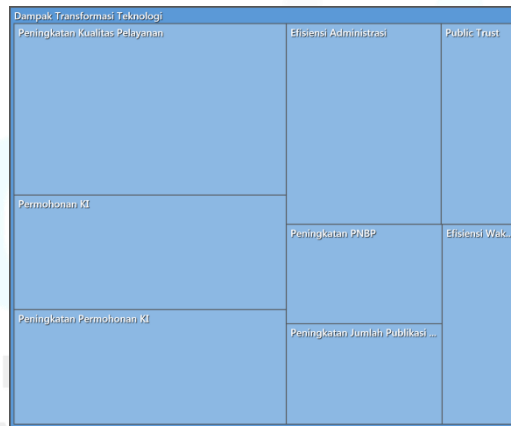 Dampak Transformasi Teknologi
Peningkatan Kualitas Pelayanan
Efisiensi Administrasi
Public Trust
Permohonan KI
Peningkatan PNBP
Efisiensi Wak...
Peningkatan Permohonan KI
Peningkatan Jumlah Publikasi ...